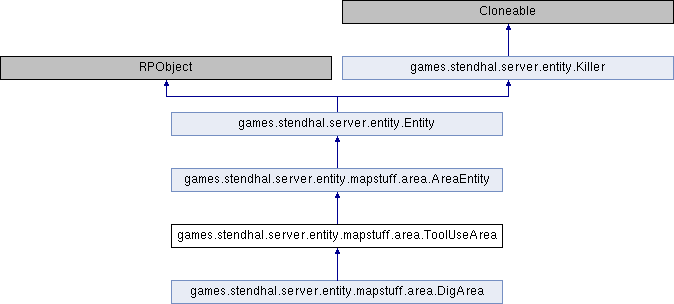 Cloneable
RPObject
games.stendhal.server.entity.Killer
games.stendhal.server.entity.Entity
games.stendhal.server.entity.mapstuff.area.AreaEntity
games.stendhal.server.entity.mapstuff.area.ToolUseArea
games.stendhal.server.entity.mapstuff.area.DigArea